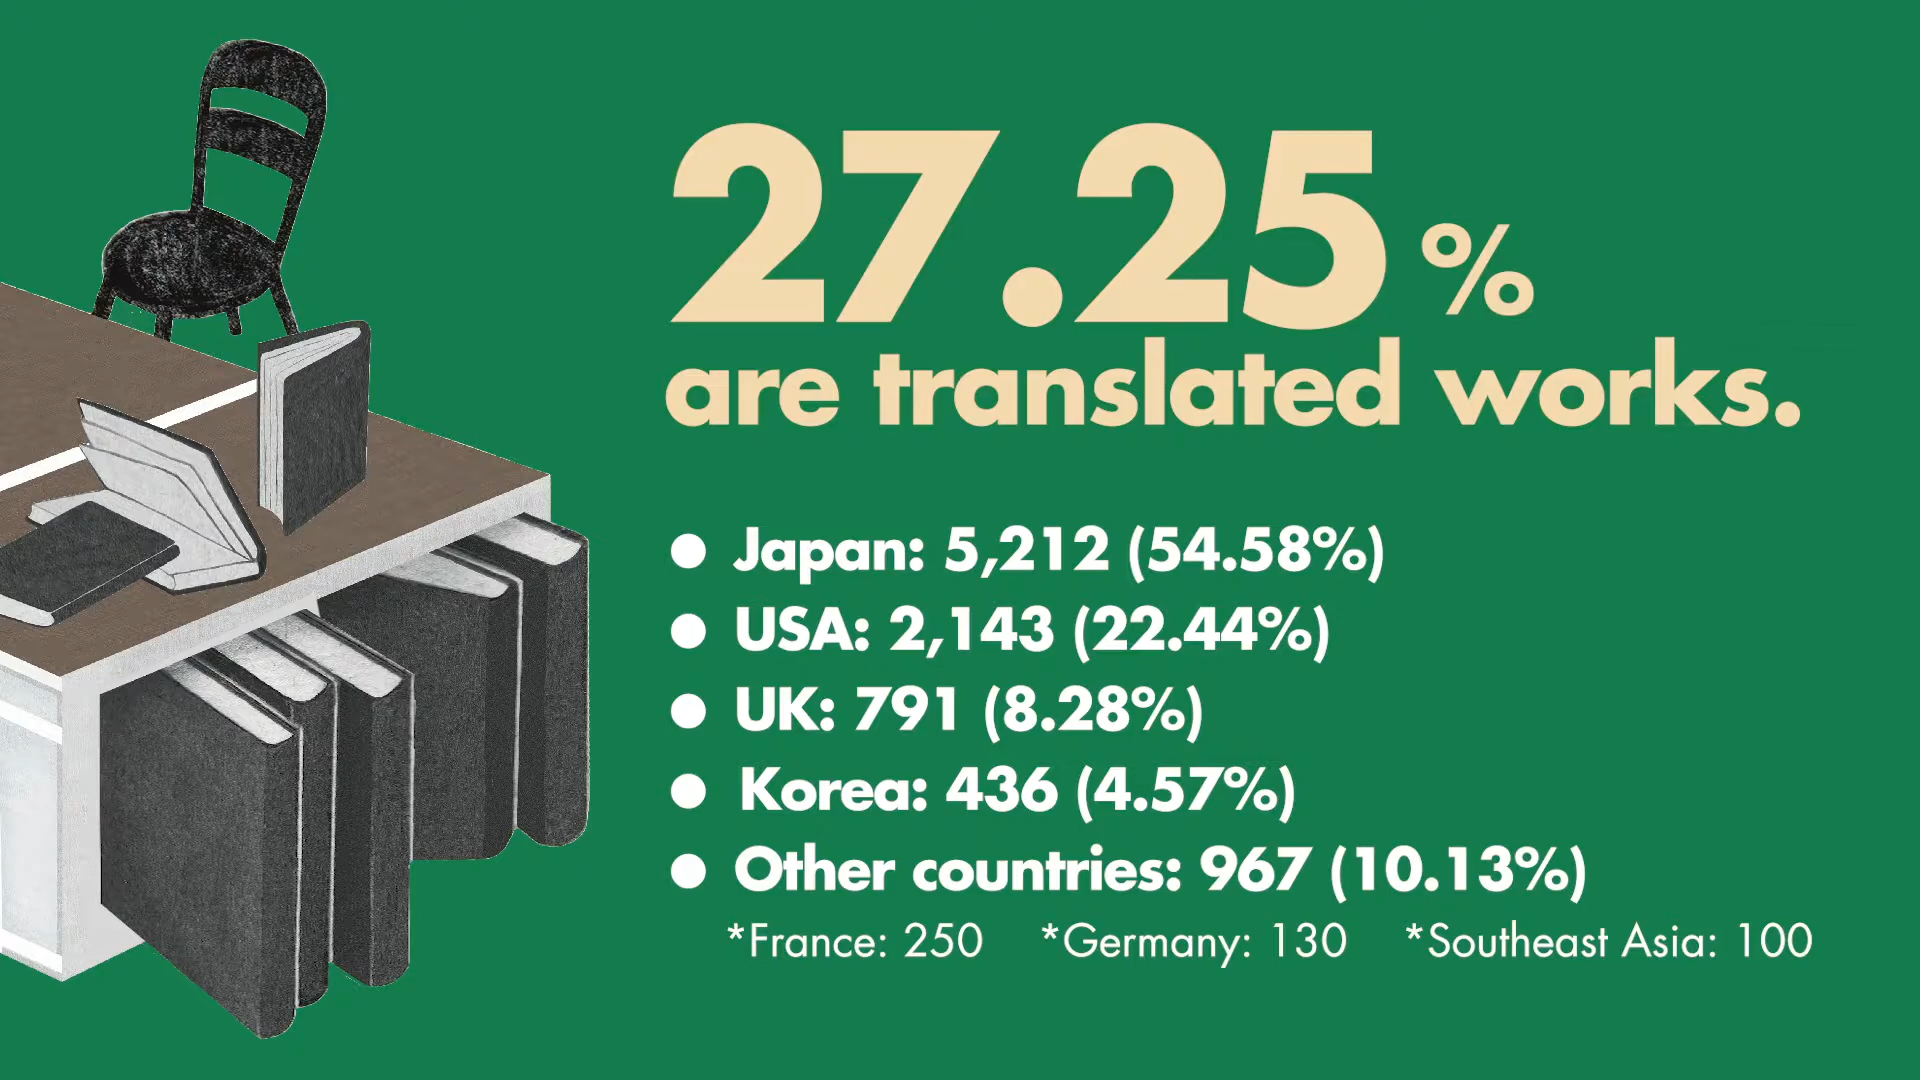 27.25%
are translated works.
● Japan: 5,212 (54.58%)
● USA: 2,143 (22.44%)
● UK: 791 (8.28%)
● Korea: 436 (4.57%)
● Other countries: 967 (10.13%)
*France: 250 *Germany: 130 *Southeast Asia: 100